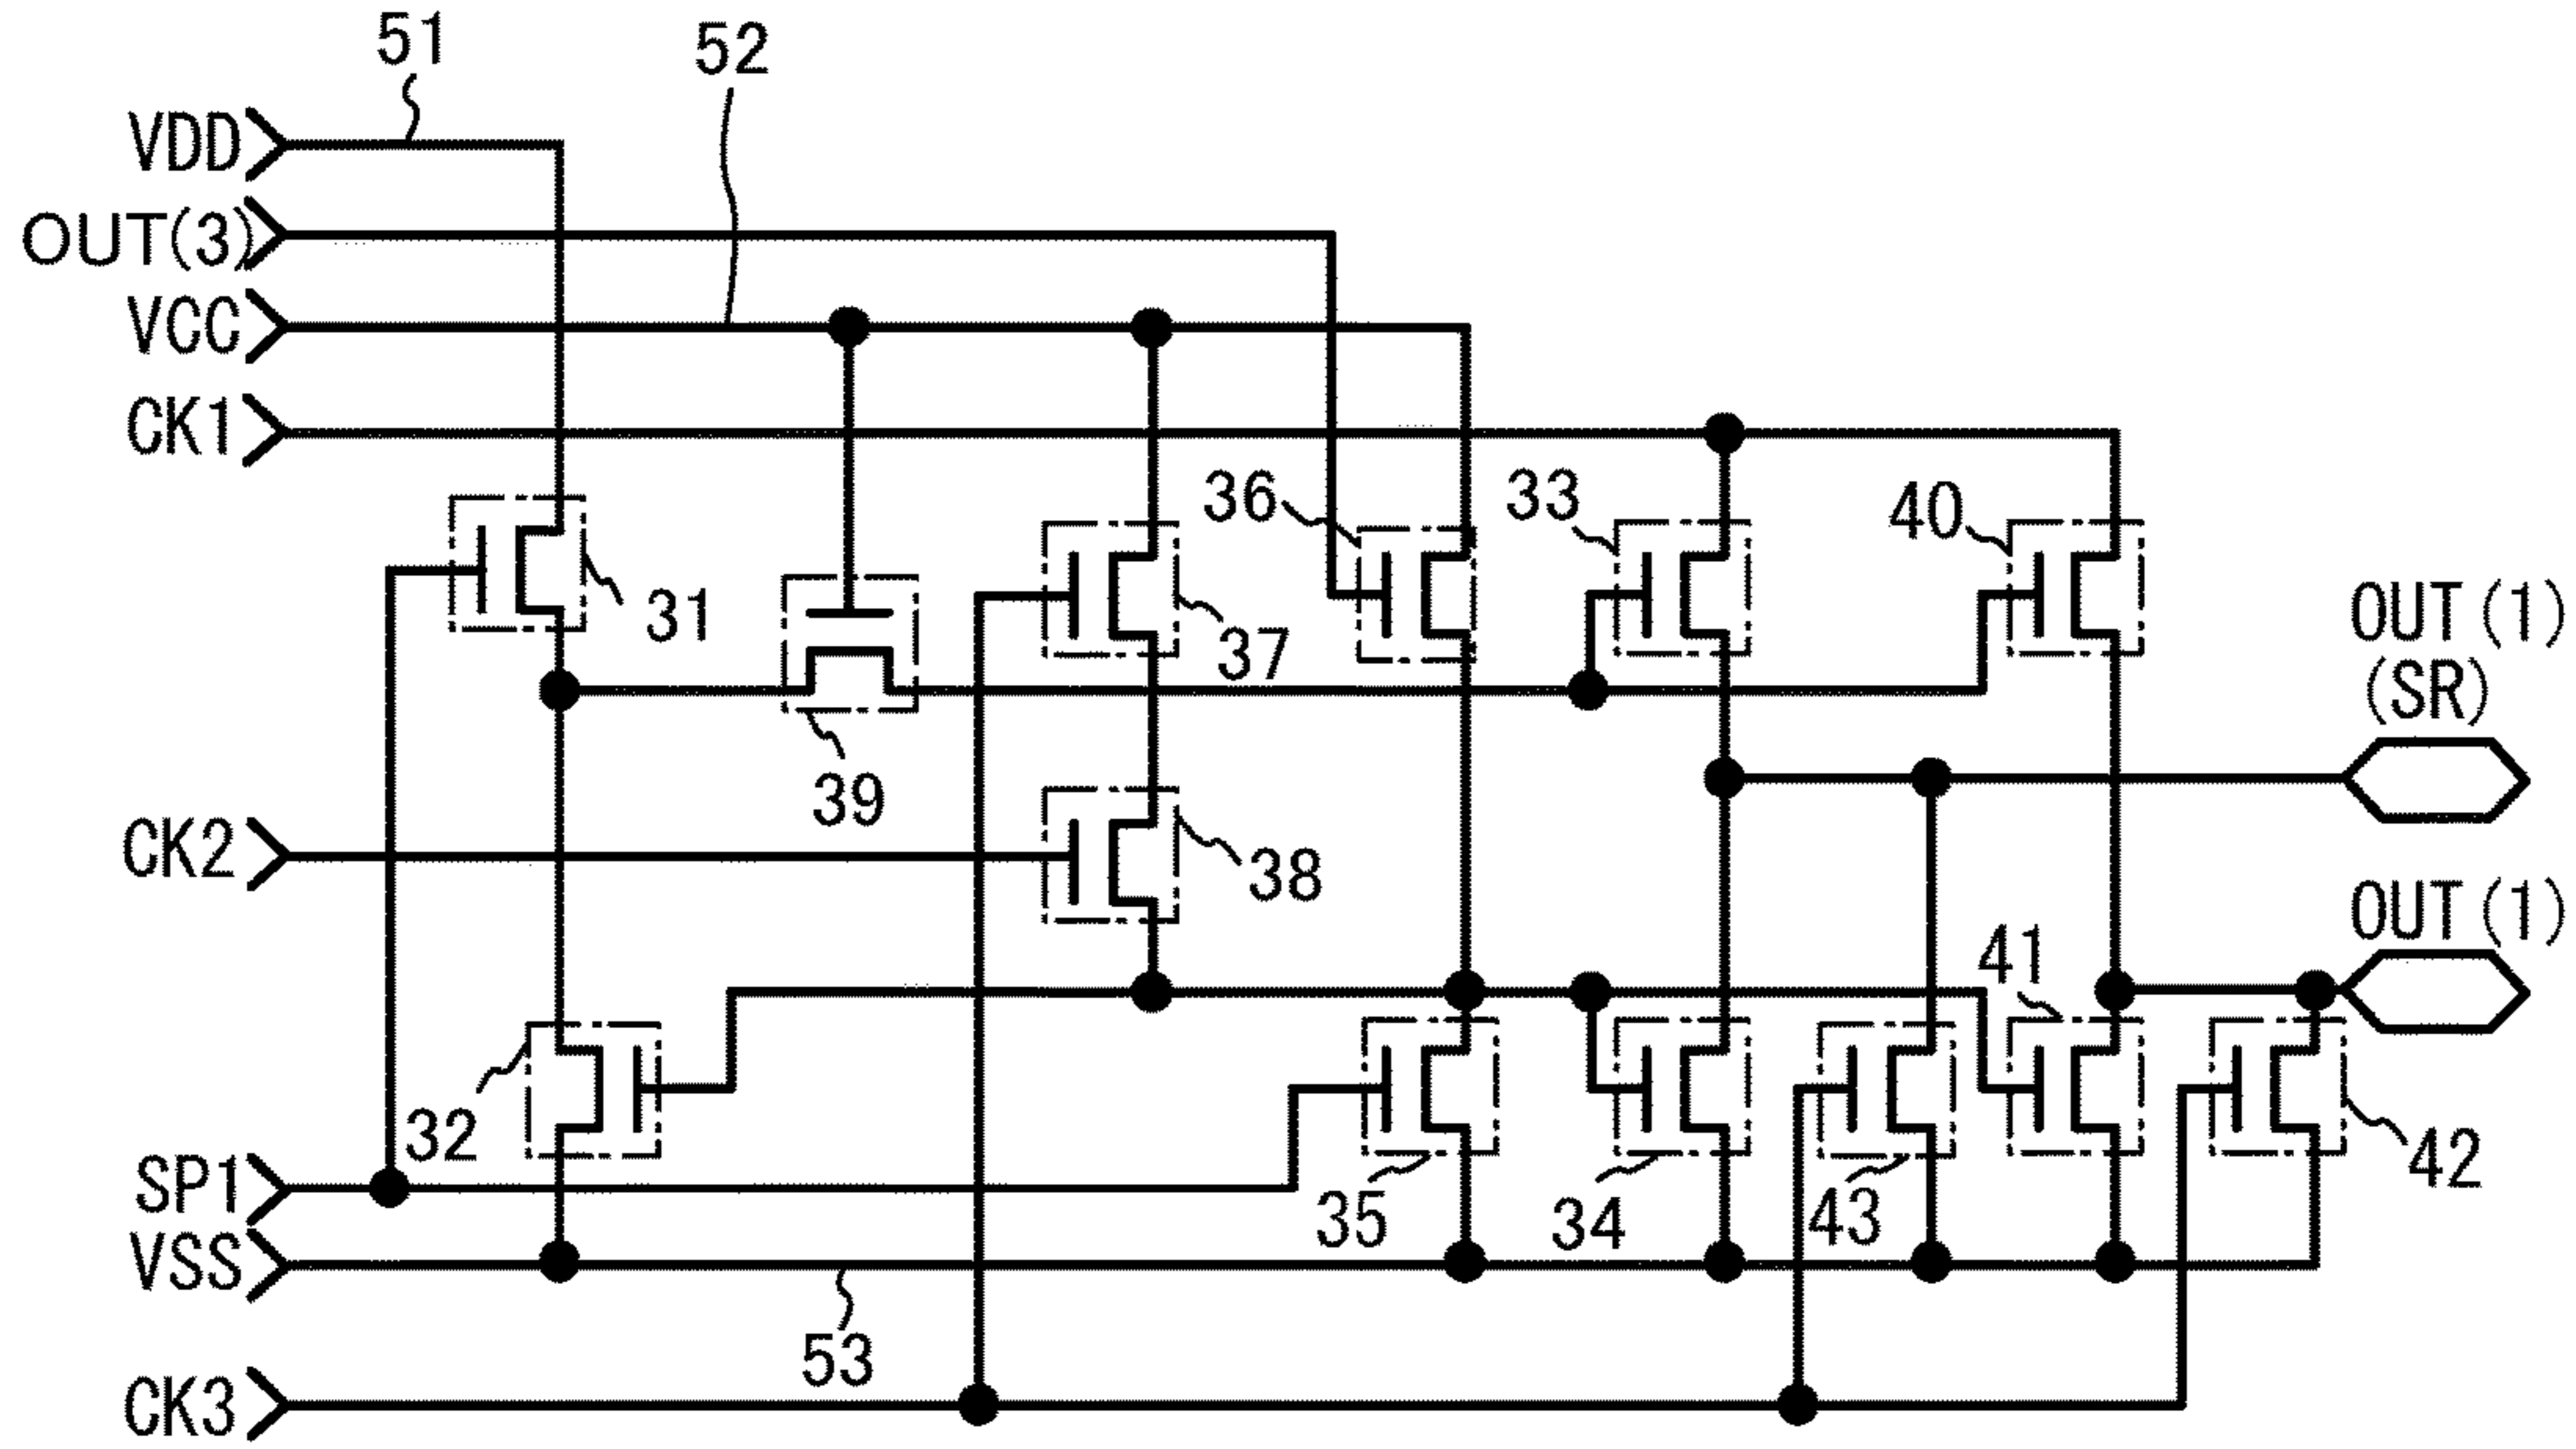 51
52
VDD
OUT(3)
VCC
CK1
36
33
40
31
37
OUT(1)
(SR)
39
CK2
38
OUT(1)
41
32
SP1
35
34
43
42
VSS
53
CK3